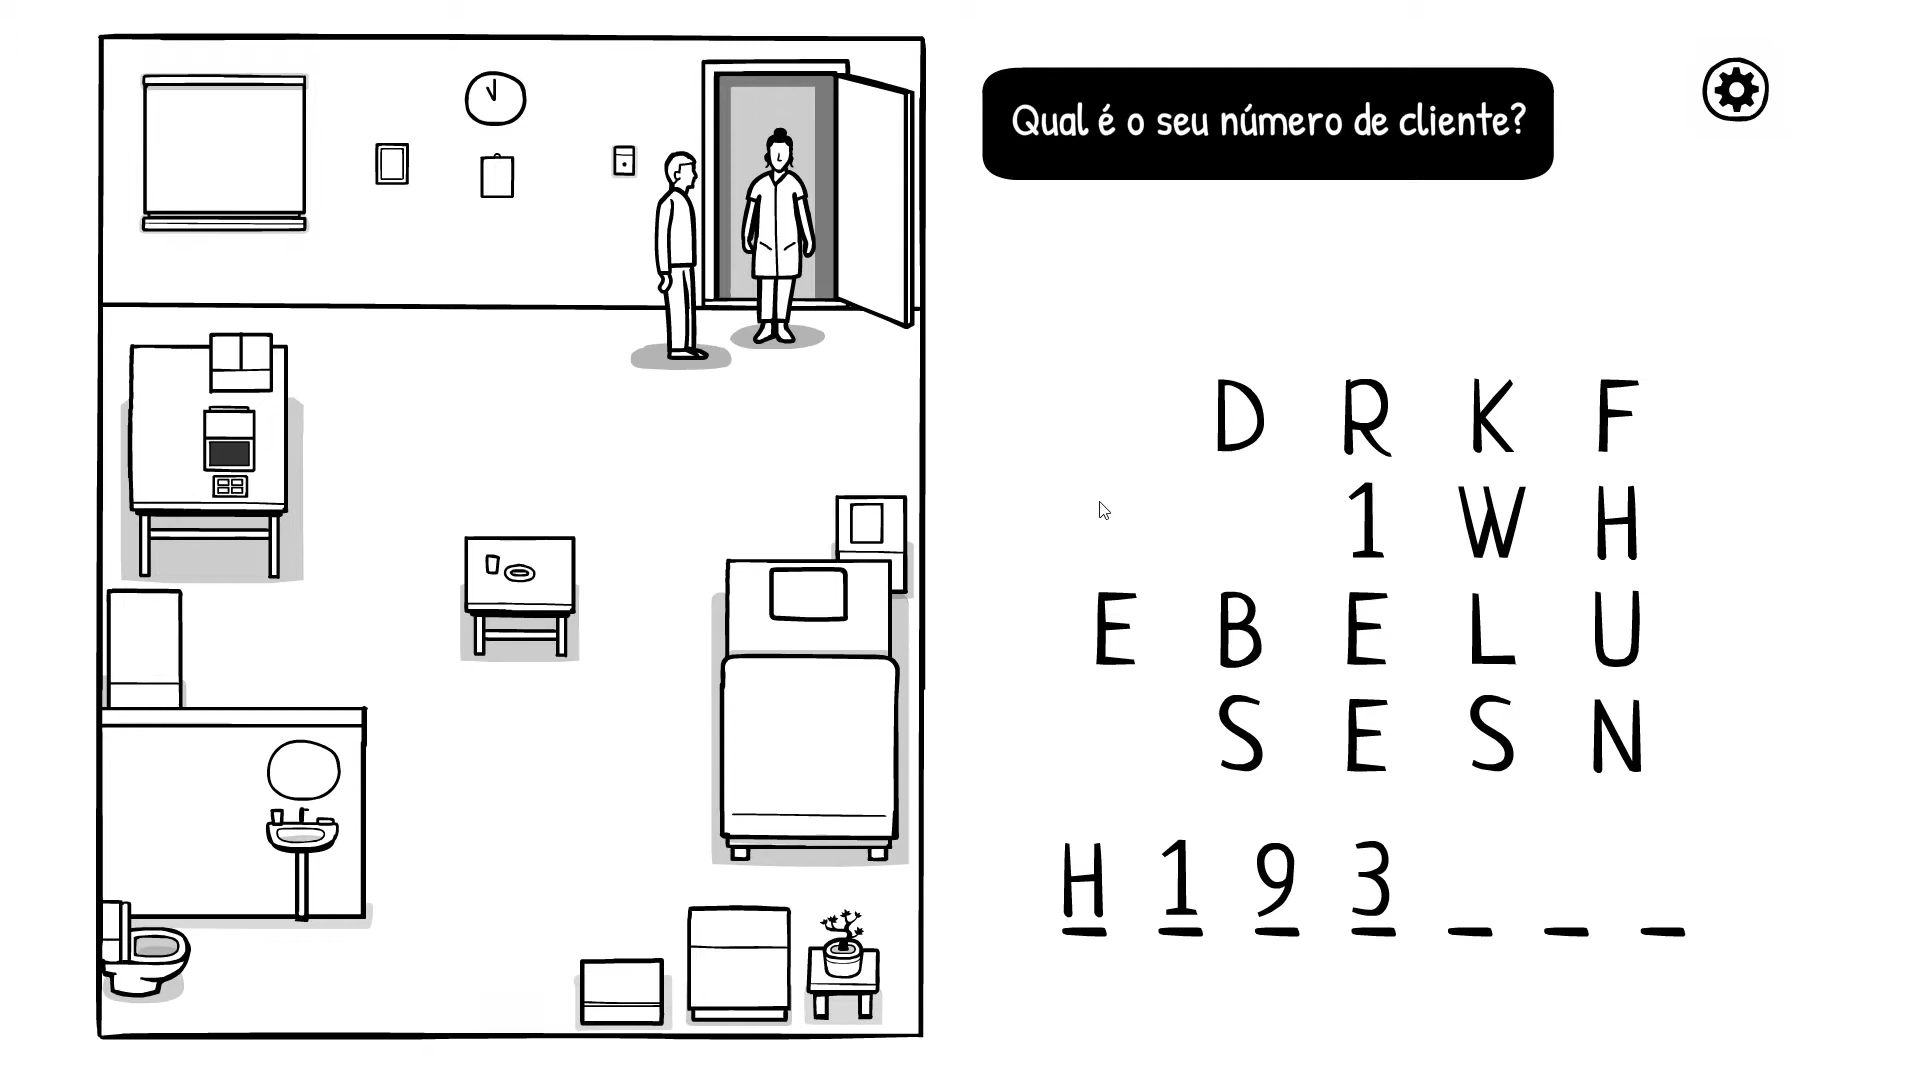 Qual é o seu número de cliente?
D R K F
1 W H
E B E L U
S E S N
H 1 9 3 _ _ _